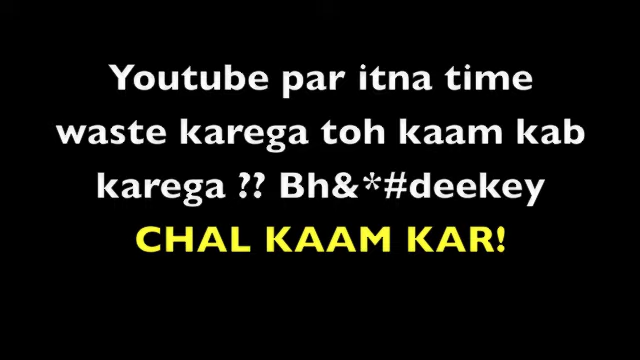 Youtube par itna time
waste karega toh kaam kab
karega ?? Bh&*#deekey
CHAL KAAM KAR!